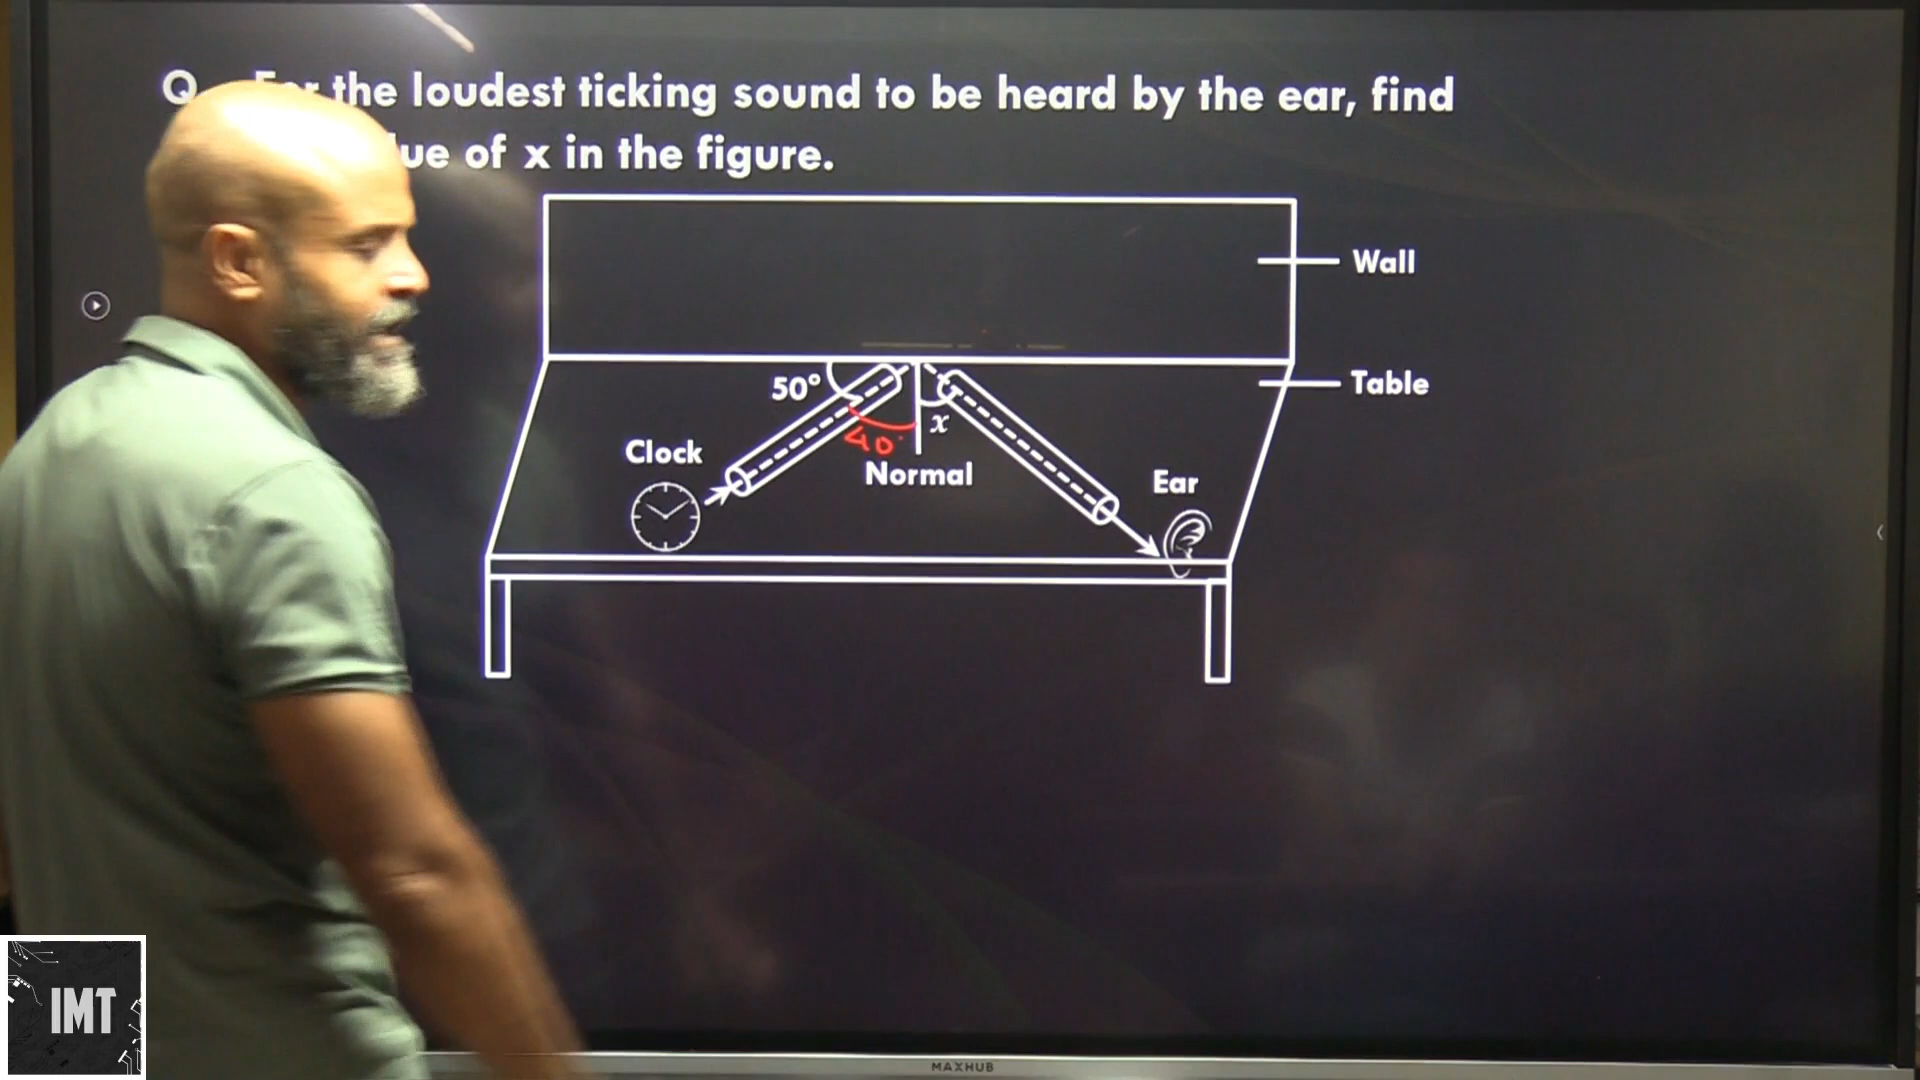 Q the loudest ticking sound to be heard by the ear, find
of x in the figure.
Wall
50°
Table
x
40°
Clock
Normal
Ear
IMT
MAXHUB